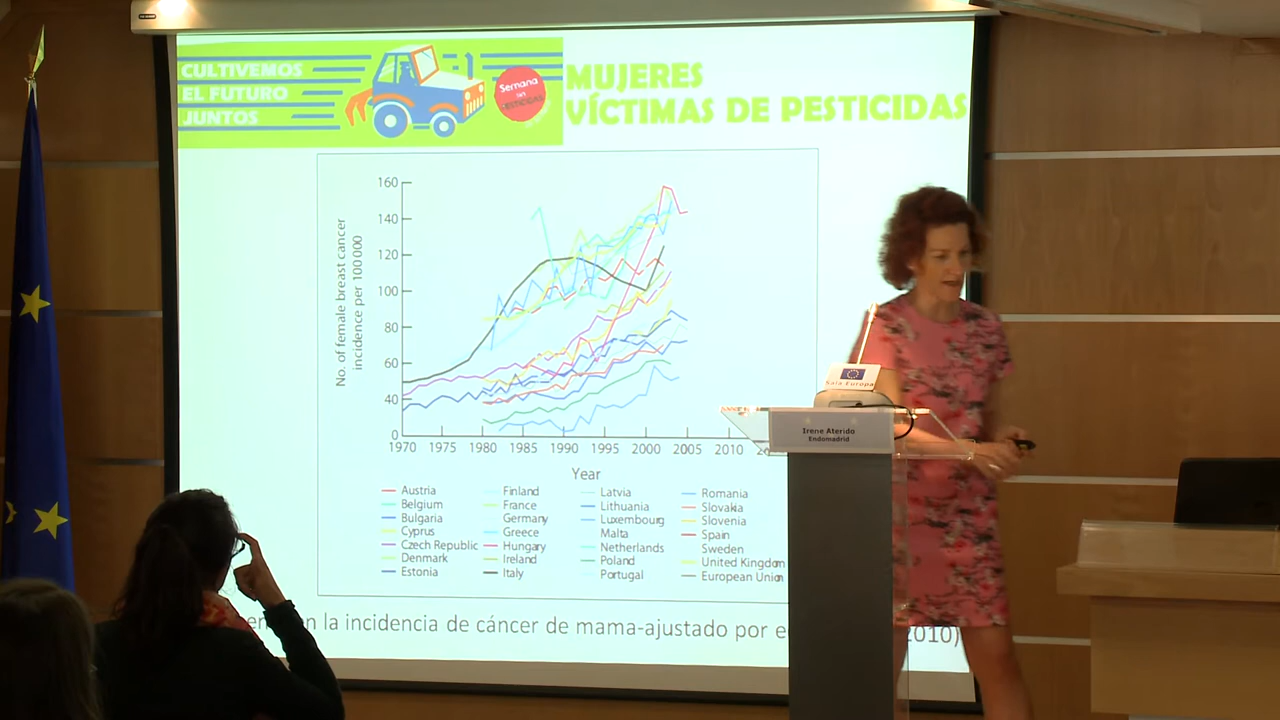 CULTIVEMOS
EL FUTURO
JUNTOS
Semana
MUJERES
VÍCTIMAS DE PESTICIDAS
No. of female breast cancer
incidence per 100 000
160
140
120
100
80
60
40
0
1970 1975 1980 1985 1990 1995 2000 2005 2010
Year
Austria Finland Latvia Romania
Belgium France Lithuania Slovakia
Bulgaria Germany Luxembourg Slovenia
Cyprus Greece Malta Spain
Czech Republic Hungary Netherlands Sweden
Denmark Ireland Poland United Kingdom
Estonia Italy Portugal European Union
la incidencia de cáncer de mama-ajustado por
2010)
Sala Europa
Irene Aterido
Endomadrid